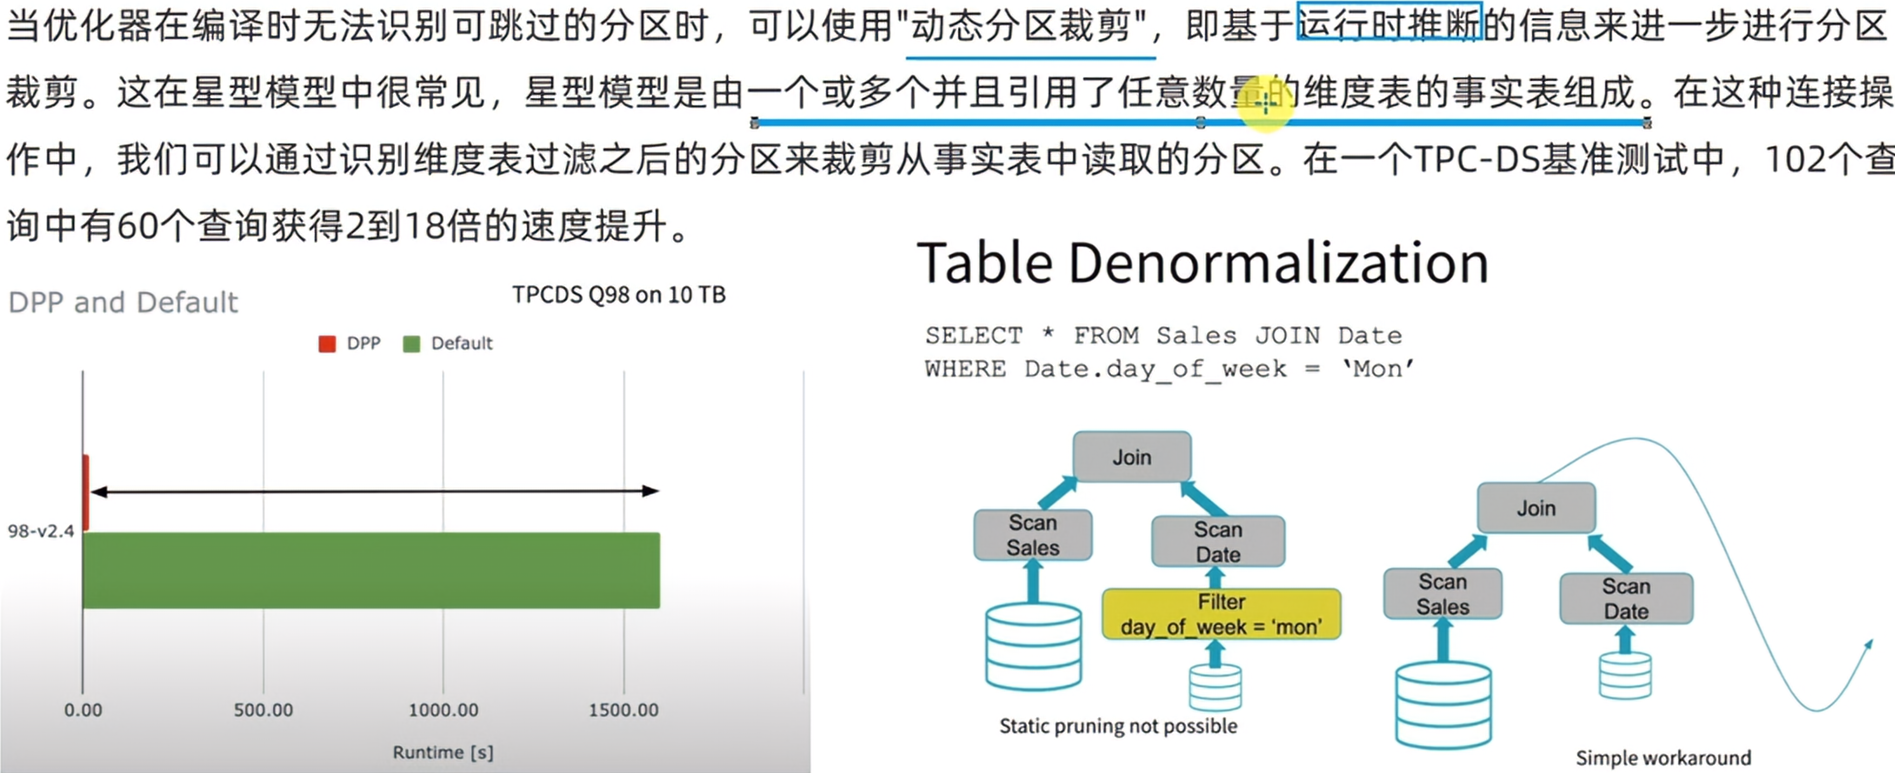 当优化器在编译时无法识别可跳过的分区时，可以使用"动态分区裁剪"，即基于运行时推断的信息来进一步进行分区
裁剪。这在星型模型中很常见，星型模型是由一个或多个并且引用了任意数量的维度表的事实表组成。在这种连接操
作中，我们可以通过识别维度表过滤之后的分区来裁剪从事实表中读取的分区。在一个TPC-DS基准测试中，102个查
询中有60个查询获得2到18倍的速度提升。
DPP and Default
TPCDS Q98 on 10 TB
DPP
Default
98-v2.4
0.00
500.00
1000.00
1500.00
Runtime [s]
Table Denormalization
SELECT * FROM Sales JOIN Date
WHERE Date.day_of_week = ‘Mon’
Join
Scan
Sales
Scan
Date
Filter
day_of_week = ‘mon’
Static pruning not possible
Join
Scan
Sales
Scan
Date
Simple workaround